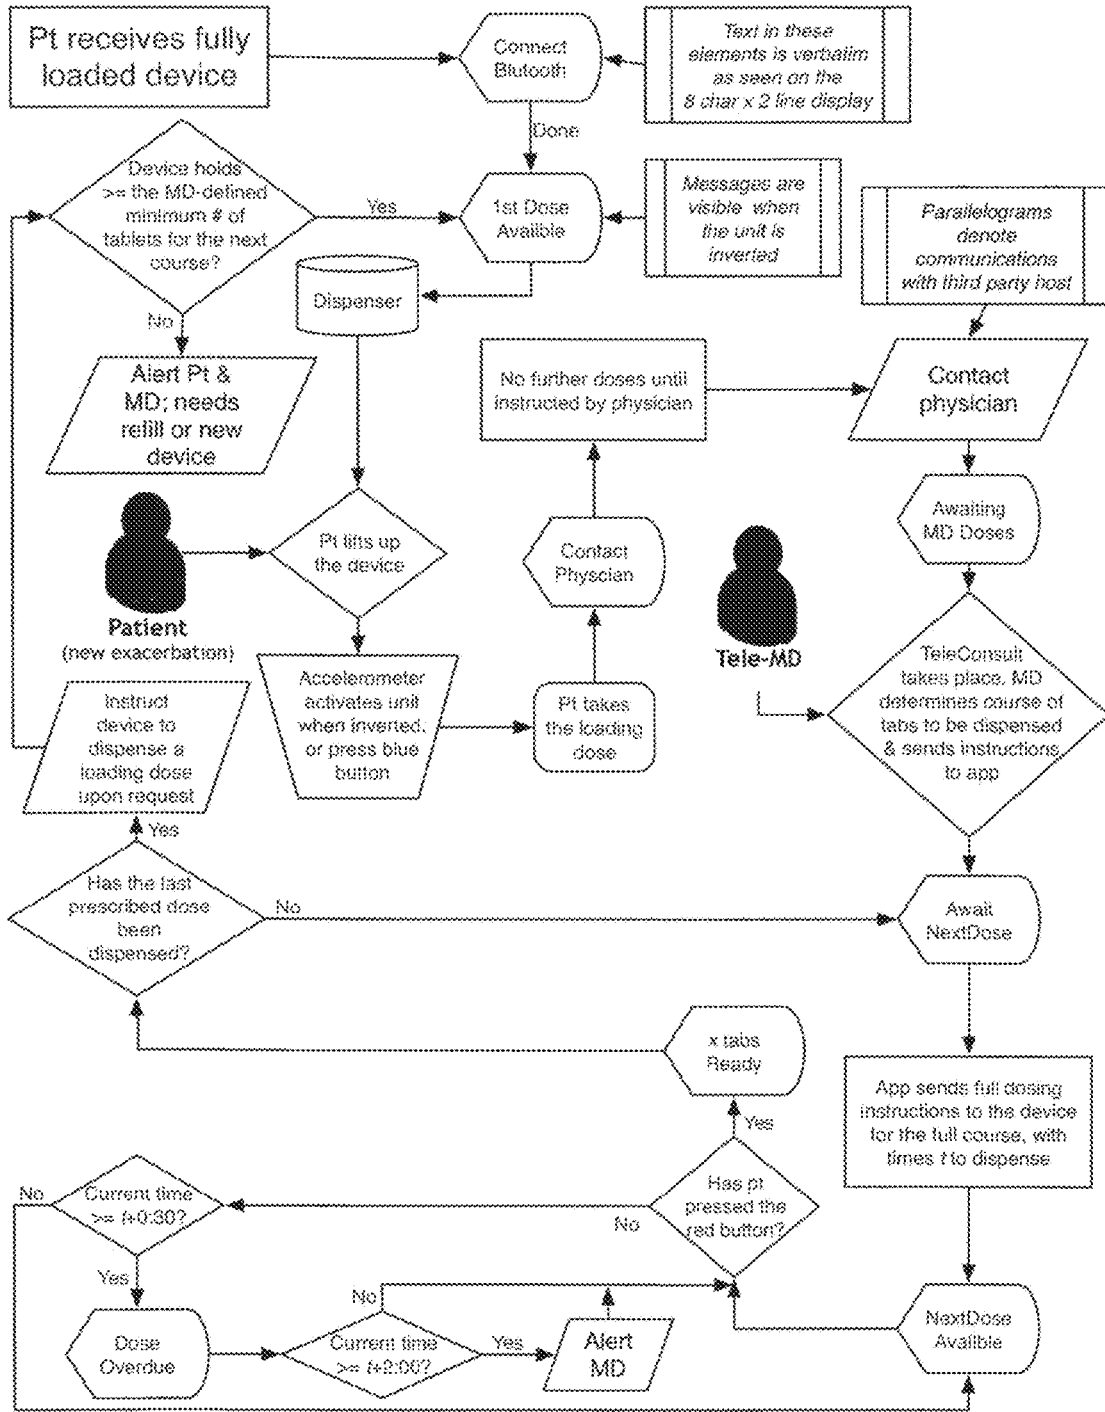 Pt receives fully
loaded device
Connect
Blutooth
Text in these
elements is verbatim
as seen on the
8 char x 2 line display
Done
Device holds
>= the MD-defined
minimum # of
tablets for the next
course?
Yes
1st Dose
Availble
Messages are
visible when
the unit is
inverted
Parallelograms
denote
communications
with third party host
Dispenser
No
Alert Pt &
MD; needs
refill or new
device
No further doses until
instructed by physician
Contact
physician
Awaiting
MD Doses
Pt lifts up
the device
Contact
Physcian
Patient
(new exacerbation)
Tele-MD
TeleConsult
takes place. MD
determines course of
tabs to be dispensed
& sends instructions
to app
Accelerometer
activates unit
when inverted,
or press blue
button
Pt takes
the loading
dose
Instruct
device to
dispense a
loading dose
upon request
Yes
Has the last
prescribed dose
been
dispensed?
No
Await
NextDose
x tabs
Ready
App sends full dosing
instructions to the device
for the full course, with
times t to dispense
Yes
Has pt
pressed the
red button?
No
No
Current time
>= t+0:30?
Yes
Dose
Overdue
No
Current time
>= t+2:00?
Yes
Alert
MD
NextDose
Availble